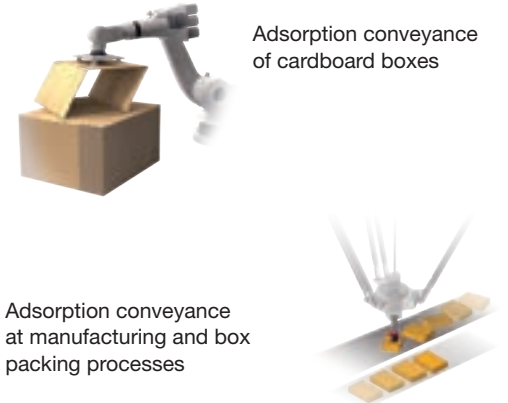 Adsorption conveyance
of cardboard boxes
Adsorption conveyance
at manufacturing and box
packing processes